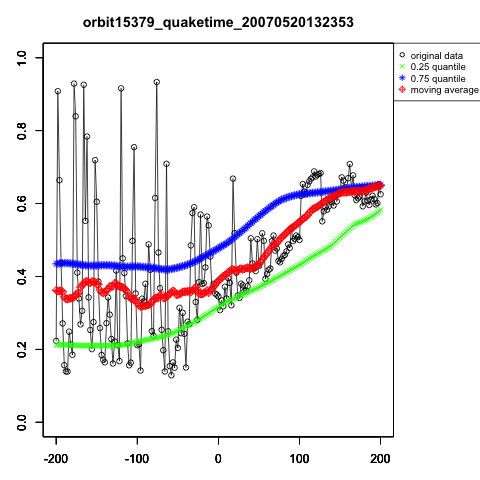 orbit15379_quaketime_20070520132353
original data
0.25 quantile
0.75 quantile
moving average
1.0
0.8
0.6
0.4
0.2
0.0
-200 -100 0 100 200